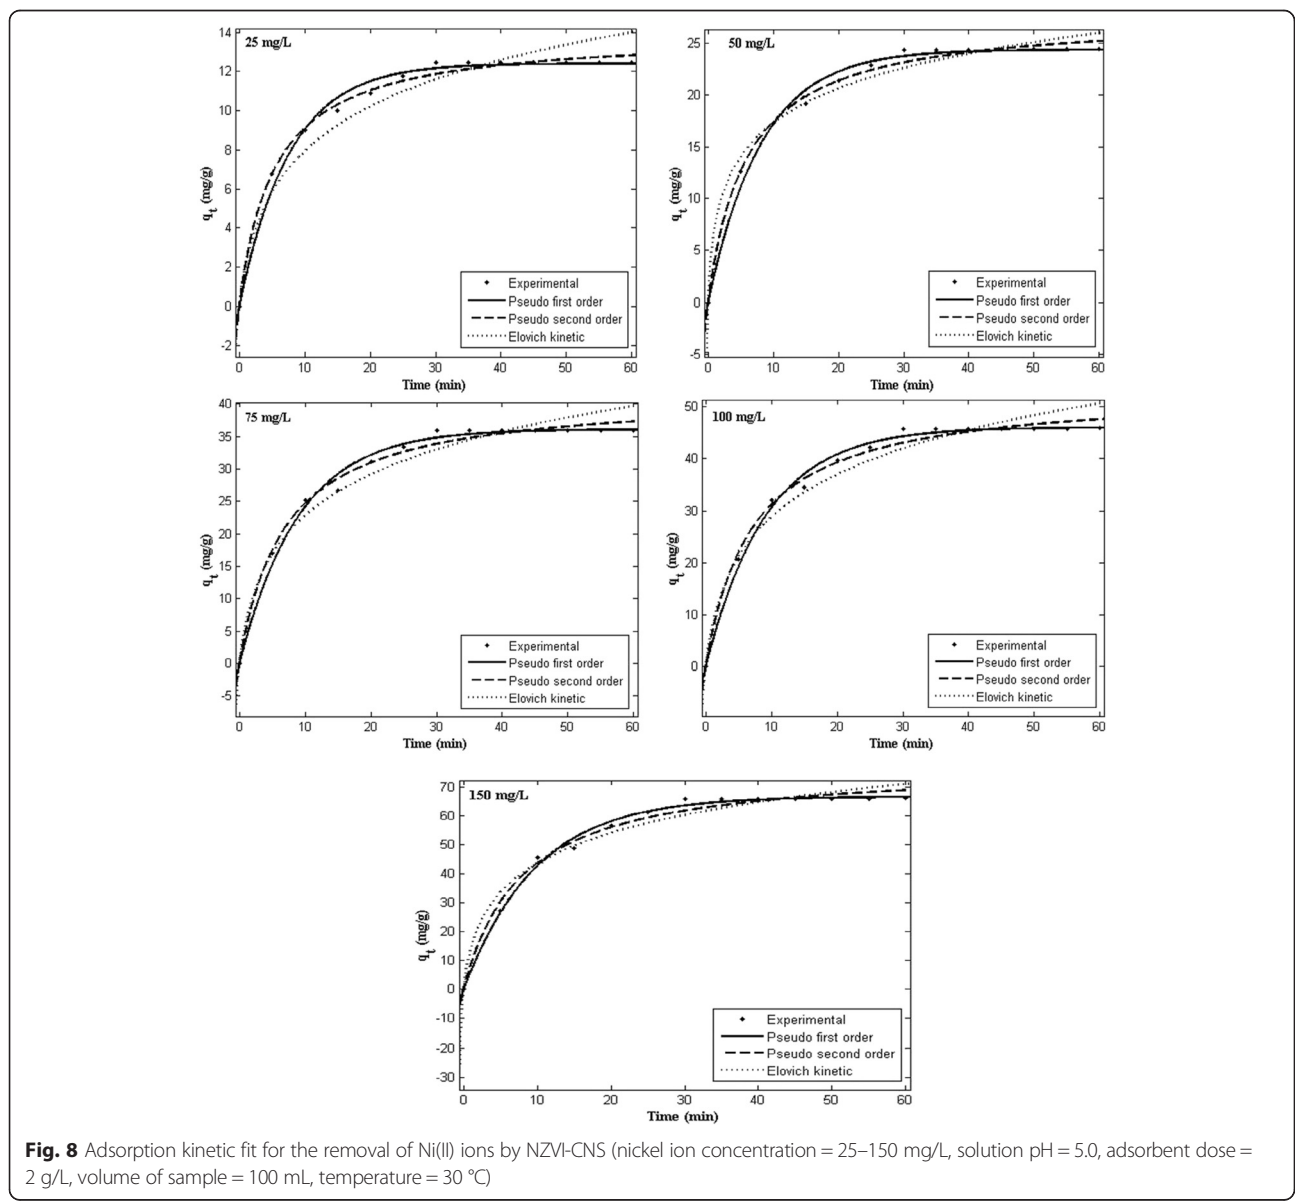 25 mg/L
14
12
10
8
6
4
2
0
-2
q_t (mg/g)
Experimental
Pseudo first order
Pseudo second order
Elovich kinetic
0 10 20 30 40 50 60
Time (min)
50 mg/L
25
20
15
10
5
0
-5
q_t (mg/g)
Experimental
Pseudo first order
Pseudo second order
Elovich kinetic
0 10 20 30 40 50 60
Time (min)
75 mg/L
40
35
30
25
20
15
10
5
0
-5
q_t (mg/g)
Experimental
Pseudo first order
Pseudo second order
Elovich kinetic
0 10 20 30 40 50 60
Time (min)
100 mg/L
50
40
30
20
10
0
q_t (mg/g)
Experimental
Pseudo first order
Pseudo second order
Elovich kinetic
0 10 20 30 40 50 60
Time (min)
150 mg/L
70
60
50
40
30
20
10
0
-10
-20
-30
q_t (mg/g)
Experimental
Pseudo first order
Pseudo second order
Elovich kinetic
0 10 20 30 40 50 60
Time (min)
Fig. 8 Adsorption kinetic fit for the removal of Ni(II) ions by NZVI-CNS (nickel ion concentration = 25–150 mg/L, solution pH = 5.0, adsorbent dose =
2 g/L, volume of sample = 100 mL, temperature = 30 °C)